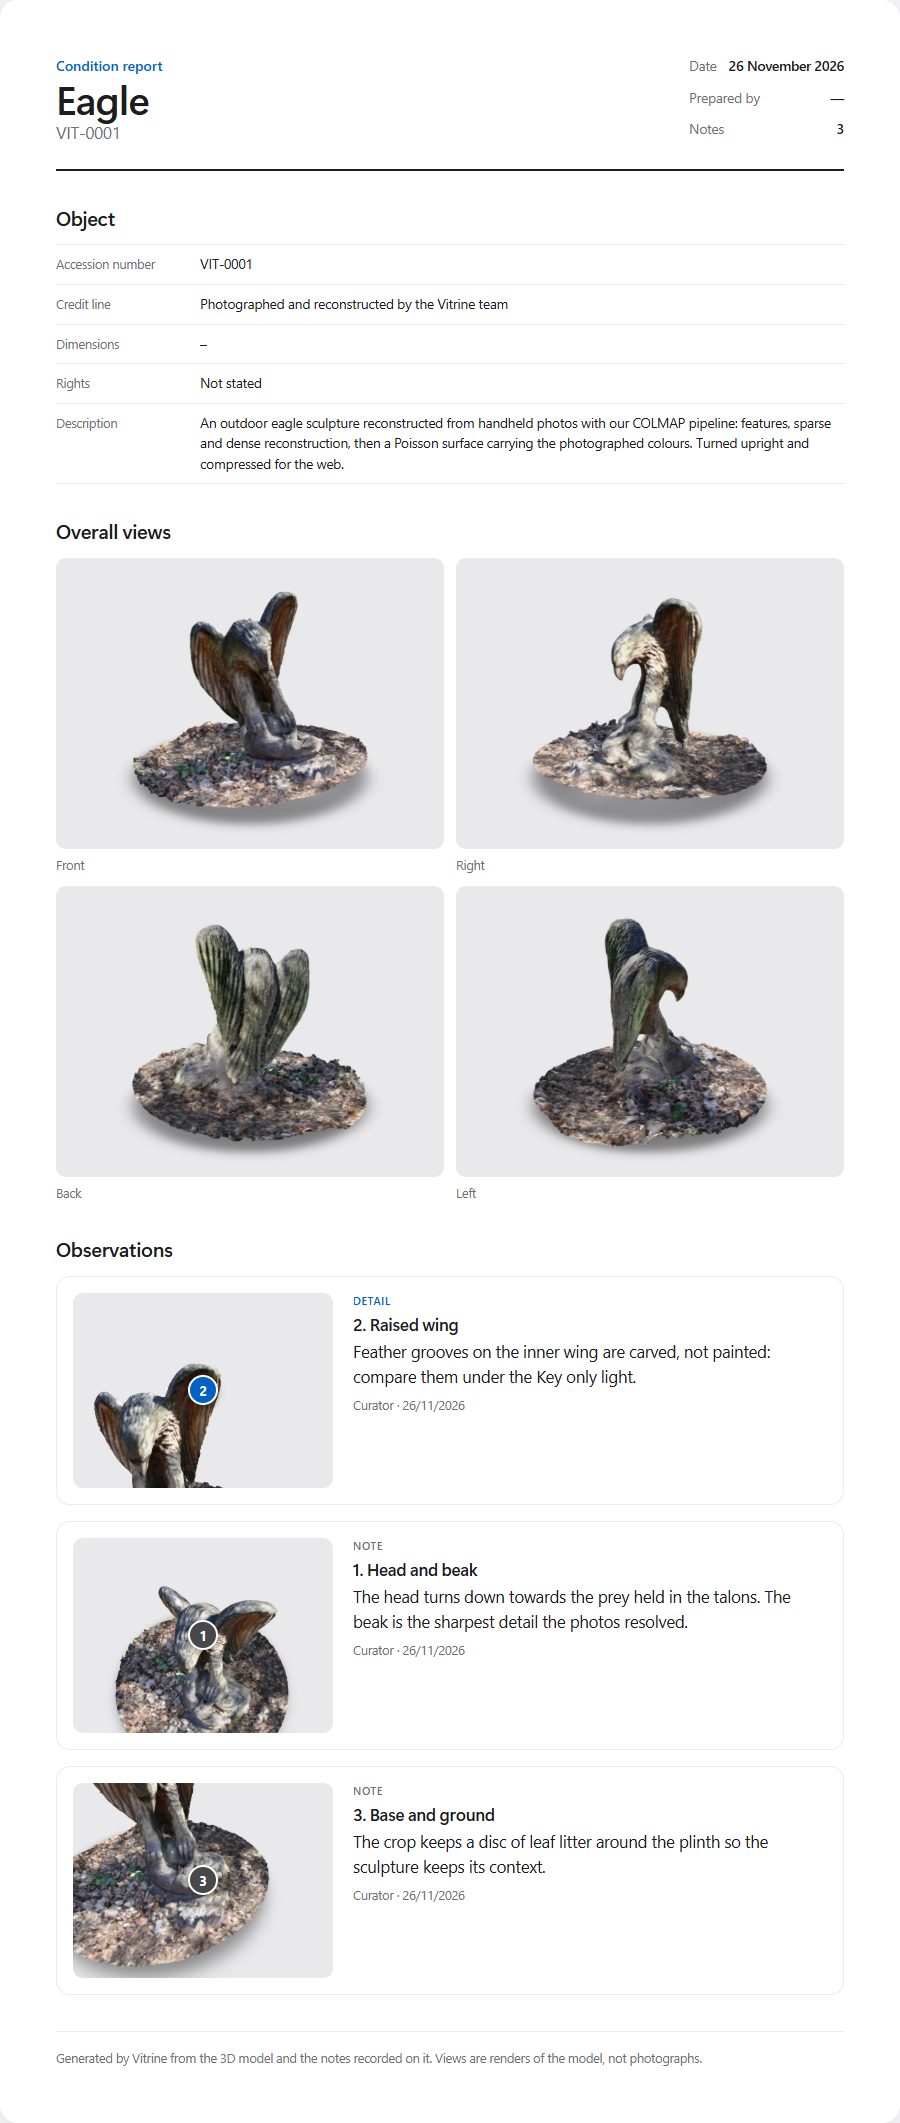 Condition report
Eagle
VIT-0001
Date 26 November 2026
Prepared by —
Notes 3
Object
Accession number VIT-0001
Credit line Photographed and reconstructed by the Vitrine team
Dimensions –
Rights Not stated
Description An outdoor eagle sculpture reconstructed from handheld photos with our COLMAP pipeline: features, sparse
and dense reconstruction, then a Poisson surface carrying the photographed colours. Turned upright and
compressed for the web.
Overall views
Front
Right
Back
Left
Observations
2
DETAIL
2. Raised wing
Feather grooves on the inner wing are carved, not painted:
compare them under the Key only light.
Curator · 26/11/2026
1
NOTE
1. Head and beak
The head turns down towards the prey held in the talons. The
beak is the sharpest detail the photos resolved.
Curator · 26/11/2026
3
NOTE
3. Base and ground
The crop keeps a disc of leaf litter around the plinth so the
sculpture keeps its context.
Curator · 26/11/2026
Generated by Vitrine from the 3D model and the notes recorded on it. Views are renders of the model, not photographs.